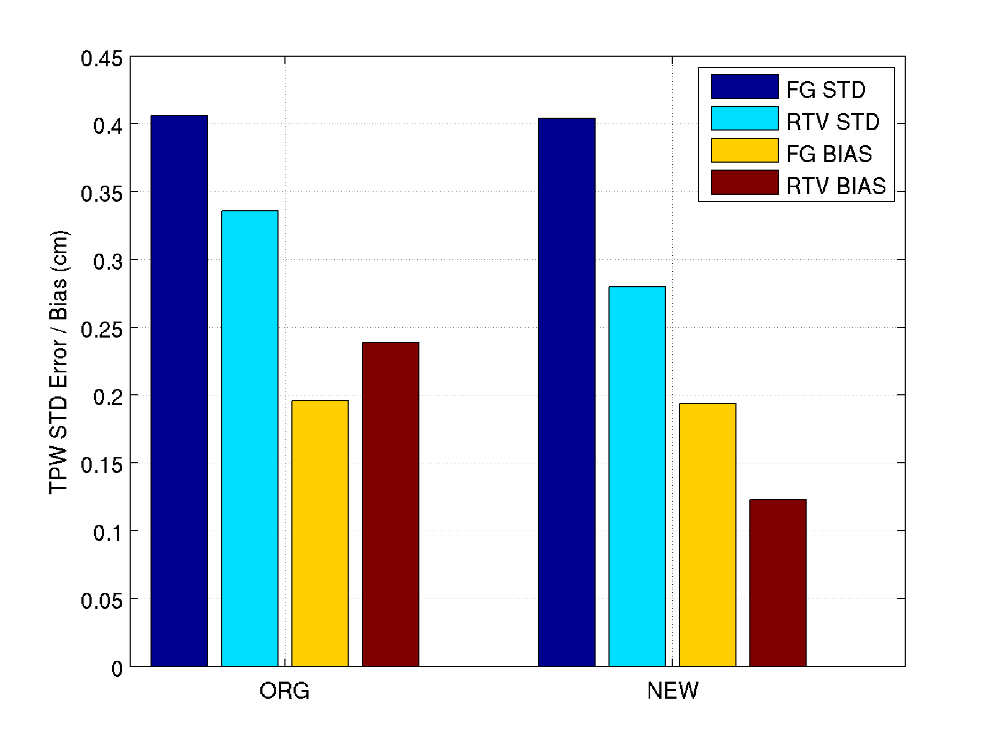 0.45
0.4
0.35
0.3
0.25
0.2
0.15
0.1
0.05
0
TPW STD Error / Bias (cm)
FG STD
RTV STD
FG BIAS
RTV BIAS
ORG
NEW